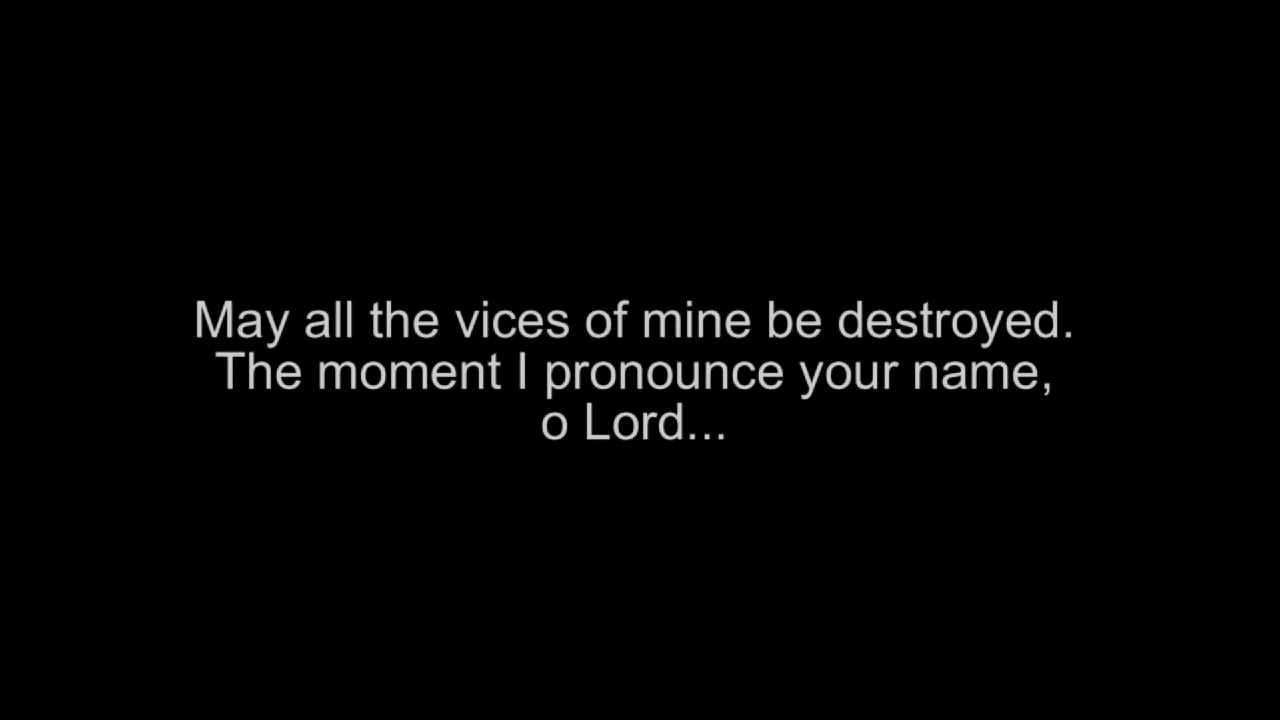 May all the vices of mine be destroyed.
The moment I pronounce your name,
o Lord...